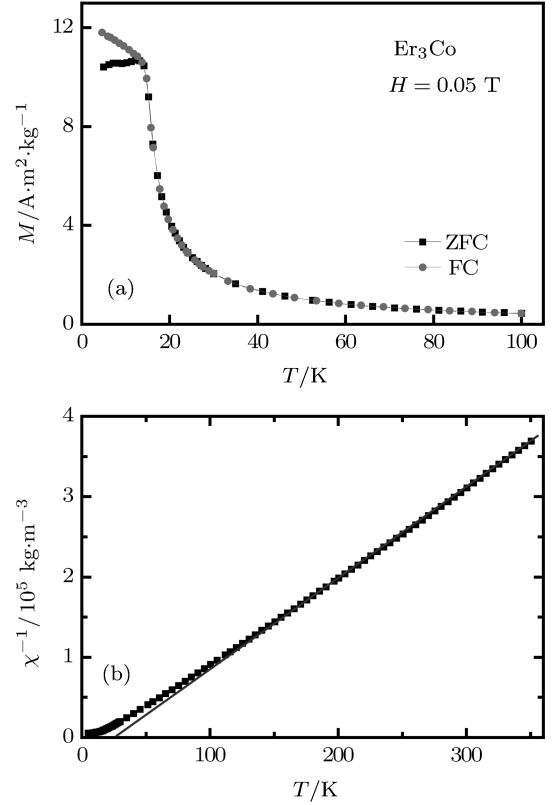 12
8
4
0
M/A·m²·kg⁻¹
Er₃Co
H = 0.05 T
ZFC
FC
(a)
0 20 40 60 80 100
T/K
4
3
2
1
0
χ⁻¹/10⁵ kg·m⁻³
(b)
0 100 200 300
T/K